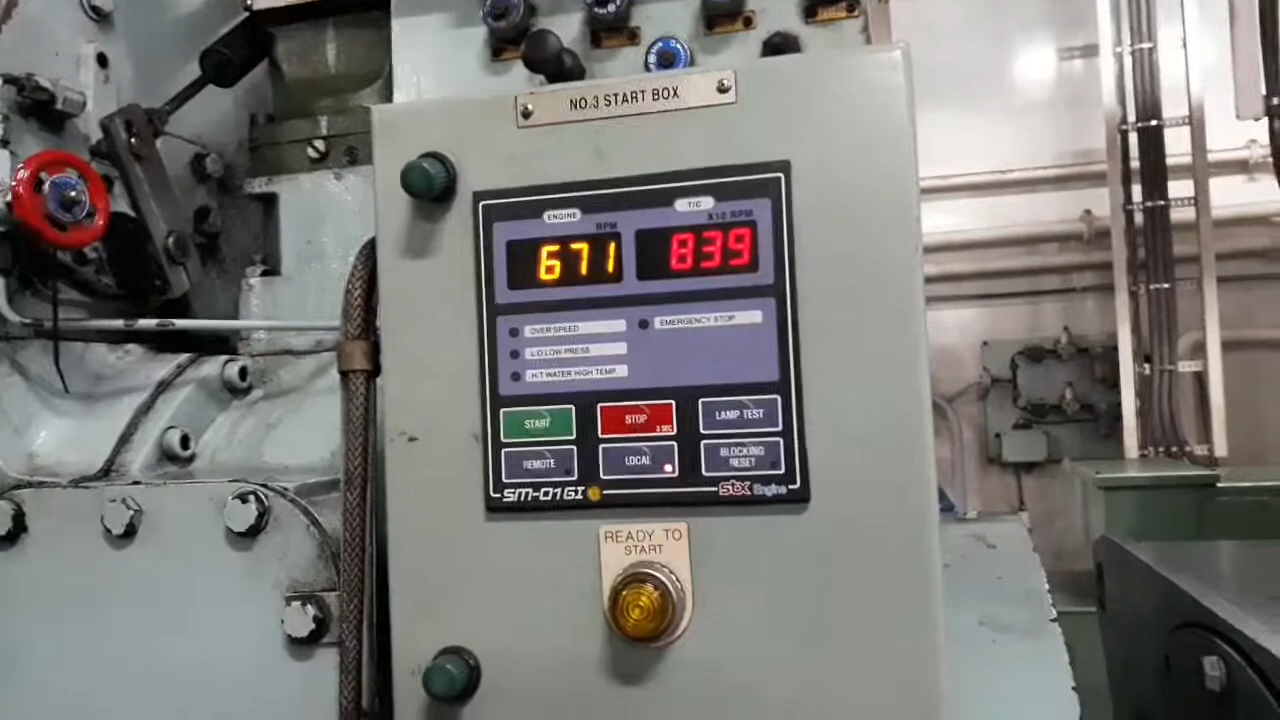 NO.3 START BOX
ENGINE
T/C
RPM
X10 RPM
671
839
OVER SPEED
EMERGENCY STOP
L.O LOW PRESS
H.T WATER HIGH TEMP.
START
STOP
3 SEC
LAMP TEST
REMOTE
LOCAL
BLOCKING
RESET
SM-01GI
STX Engine
READY TO
START